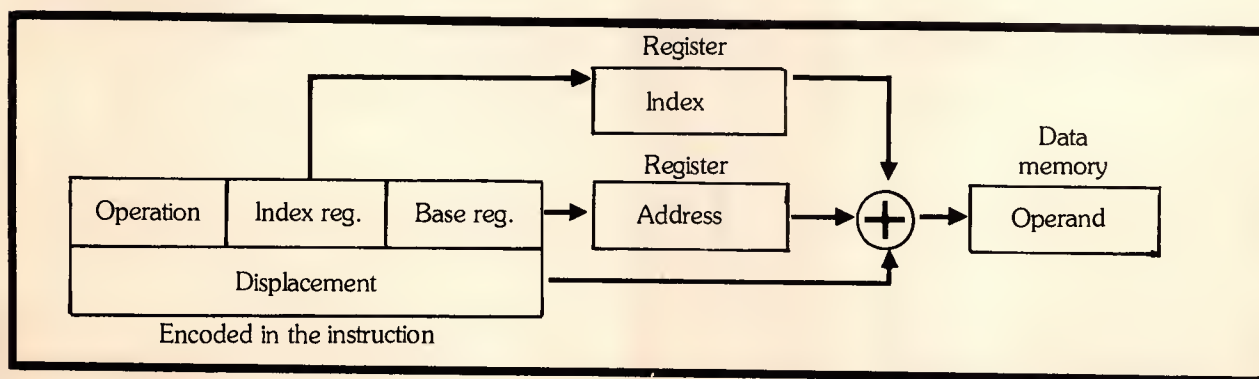 Register
Index
Data
memory
Register
Operation
Index reg.
Base reg.
Address
Operand
Displacement
Encoded in the instruction